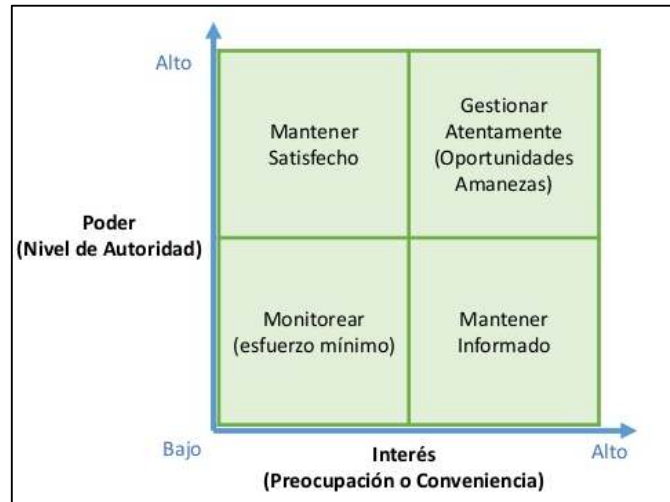 Alto
Mantener
Satisfecho
Gestionar
Atentamente
(Oportunidades
Amanezas)
Poder
(Nivel de Autoridad)
Monitorear
(esfuerzo mínimo)
Mantener
Informado
Bajo
Interés
(Preocupación o Conveniencia)
Alto